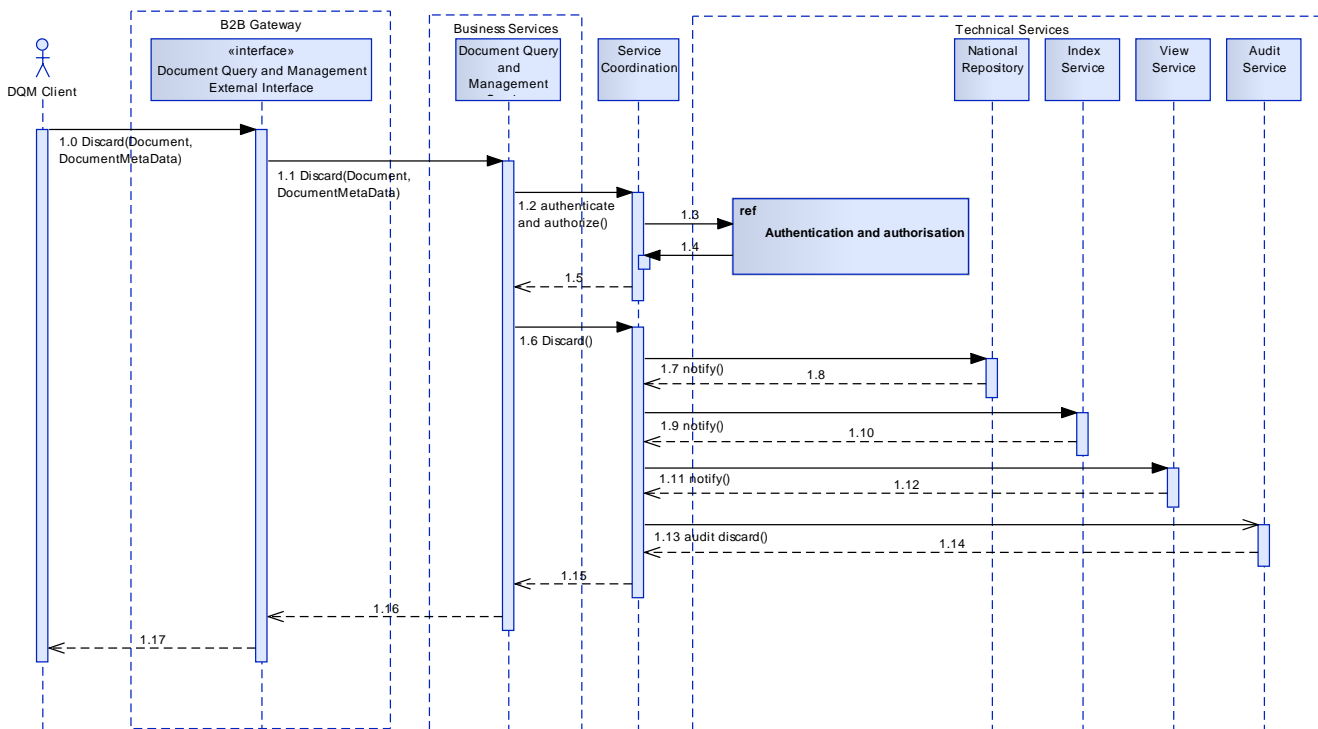 B2B Gateway
Business Services
Technical Services
«interface»
Document Query and Management
External Interface
Document Query
and
Management
Service
Coordination
National
Repository
Index
Service
View
Service
Audit
Service
DQM Client
1.0 Discard(Document,
DocumentMetaData)
1.1 Discard(Document,
DocumentMetaData)
1.2 authenticate
and authorize()
1.3
ref
Authentication and authorisation
1.4
1.5
1.6 Discard()
1.7 notify()
1.8
1.9 notify()
1.10
1.11 notify()
1.12
1.13 audit discard()
1.14
1.15
1.16
1.17